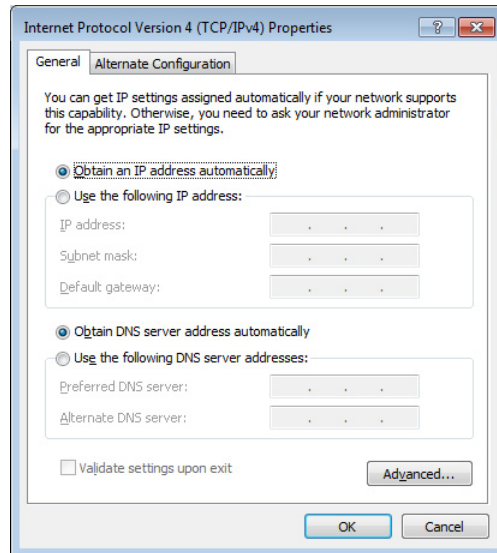 Internet Protocol Version 4 (TCP/IPv4) Properties
General
Alternate Configuration
You can get IP settings assigned automatically if your network supports
this capability. Otherwise, you need to ask your network administrator
for the appropriate IP settings.
Obtain an IP address automatically
Use the following IP address:
IP address:
Subnet mask:
Default gateway:
Obtain DNS server address automatically
Use the following DNS server addresses:
Preferred DNS server:
Alternate DNS server:
Validate settings upon exit
Advanced...
OK
Cancel